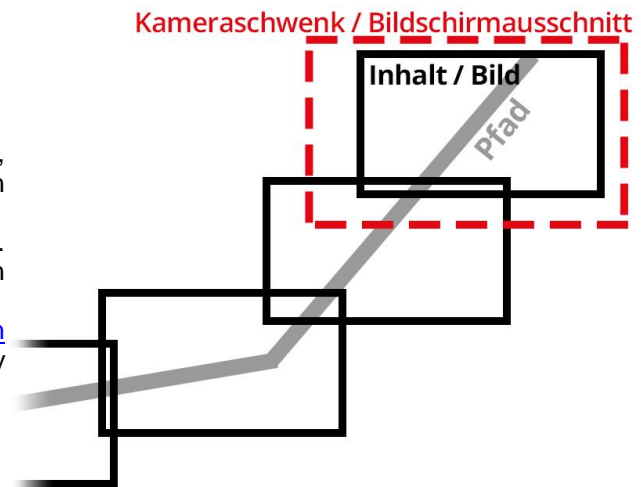 Kameraschwenk / Bildschirmausschnitt
Inhalt / Bild
Pfad
,
n
.
n
n
y